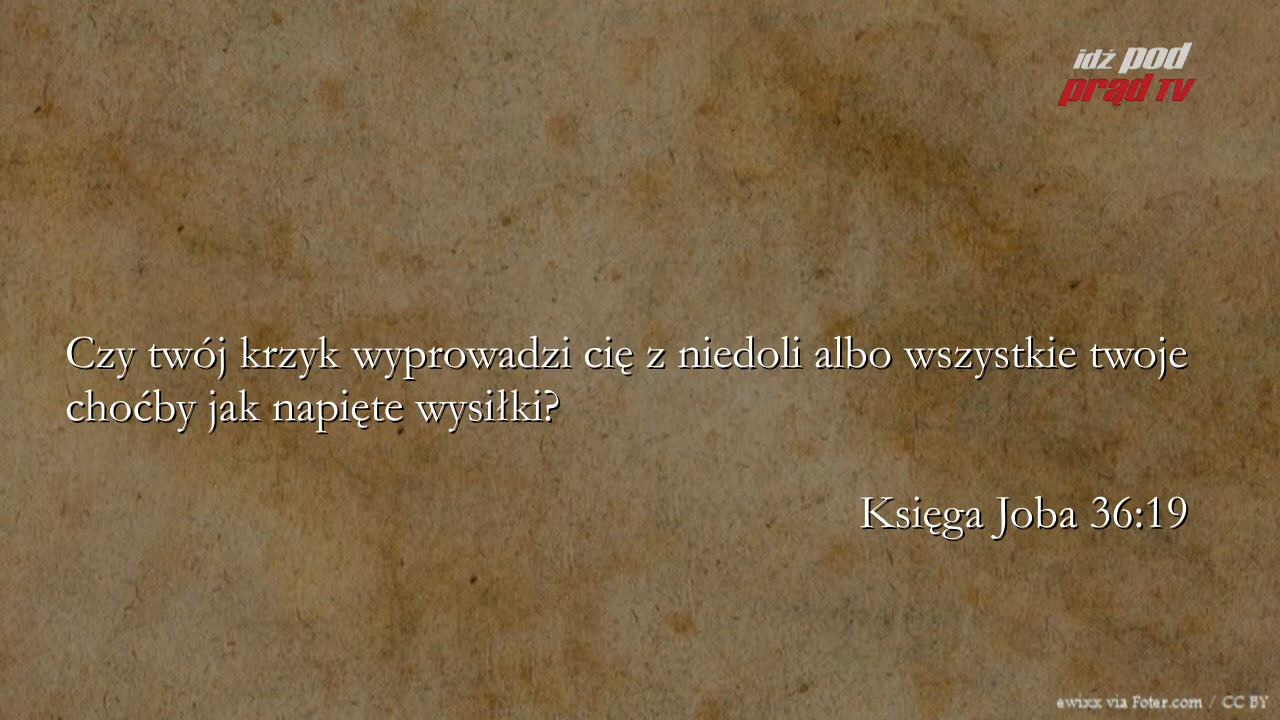 idź pod
prąd TV
Czy twój krzyk wyprowadzi cię z niedoli albo wszystkie twoje
choćby jak napięte wysiłki?
Księga Joba 36:19
ewixx via Foter.com / CC BY